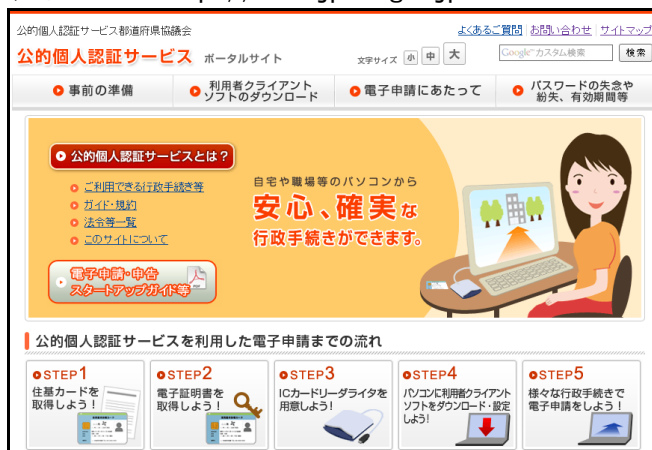 公的個人認証サービス都道府県協議会
よくあるご質問 お問い合わせ サイトマップ
公的個人認証サービス ポータルサイト
文字サイズ 小 中 大
Google カスタム検索 検索
事前の準備
利用者クライアント
ソフトのダウンロード
電子申請にあたって
パスワードの失念や
紛失、有効期間等
公的個人認証サービスとは?
ご利用できる行政手続き等
ガイド・規約
法令等一覧
このサイトについて
電子申請・申告
スタートアップガイド等
自宅や職場等のパソコンから
安心、確実な
行政手続きができます。
公的個人認証サービスを利用した電子申請までの流れ
STEP1
住基カードを
取得しよう!
STEP2
電子証明書を
取得しよう!
STEP3
ICカードリーダライタを
用意しよう!
STEP4
パソコンに利用者クライアント
ソフトをダウンロード・設定
しよう!
STEP5
様々な行政手続きで
電子申請をしよう!